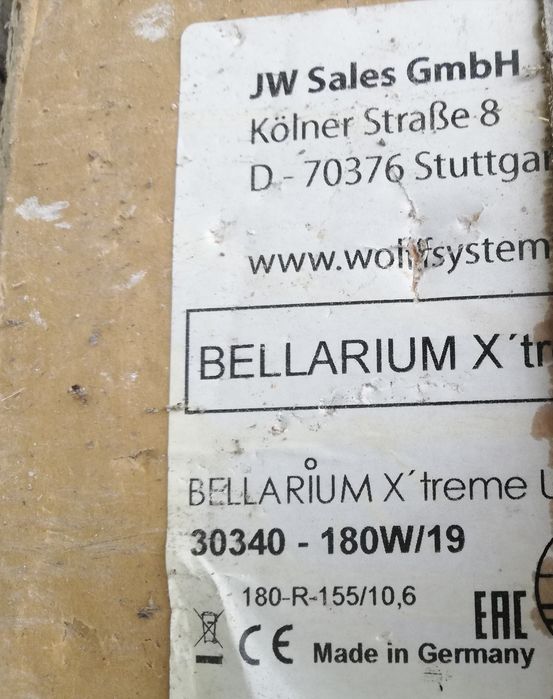 JW Sales GmbH
Kölner Straße 8
D - 70376 Stuttgar
www.wolffsystem
BELLARIUM X´tr
BELLARIUM X´treme U
30340 - 180W/19
180-R-155/10,6
EAC
CE Made in Germany